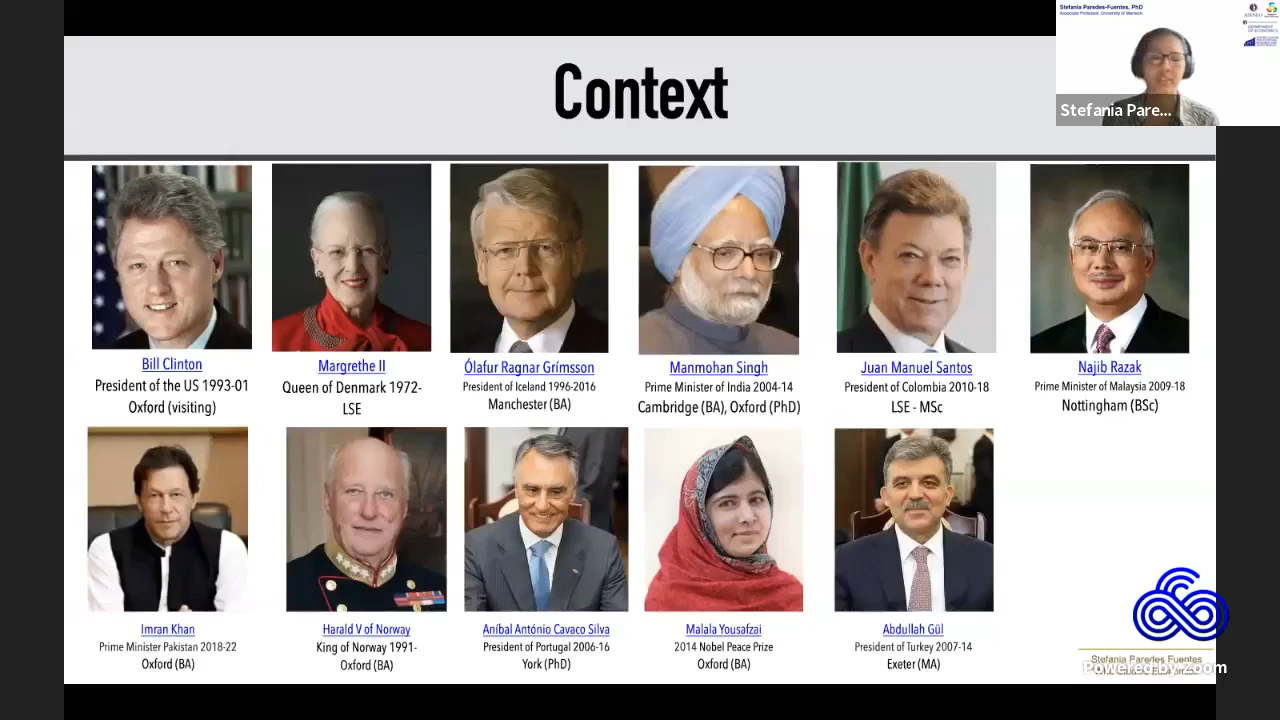 Stefania Paredes-Fuentes, PhD
Associate Professor, University of Warwick
ATENEO
DEPARTMENT
OF ECONOMICS
Stefania Pare...
Context
Bill Clinton
President of the US 1993-01
Oxford (visiting)
Margrethe II
Queen of Denmark 1972-
LSE
Ólafur Ragnar Grímsson
President of Iceland 1996-2016
Manchester (BA)
Manmohan Singh
Prime Minister of India 2004-14
Cambridge (BA), Oxford (PhD)
Juan Manuel Santos
President of Colombia 2010-18
LSE - MSc
Najib Razak
Prime Minister of Malaysia 2009-18
Nottingham (BSc)
Imran Khan
Prime Minister Pakistan 2018-22
Oxford (BA)
Harald V of Norway
King of Norway 1991-
Oxford (BA)
Aníbal António Cavaco Silva
President of Portugal 2006-16
York (PhD)
Malala Yousafzai
2014 Nobel Peace Prize
Oxford (BA)
Abdullah Gül
President of Turkey 2007-14
Exeter (MA)
Stefania Paredes Fuentes
Powered by Zoom